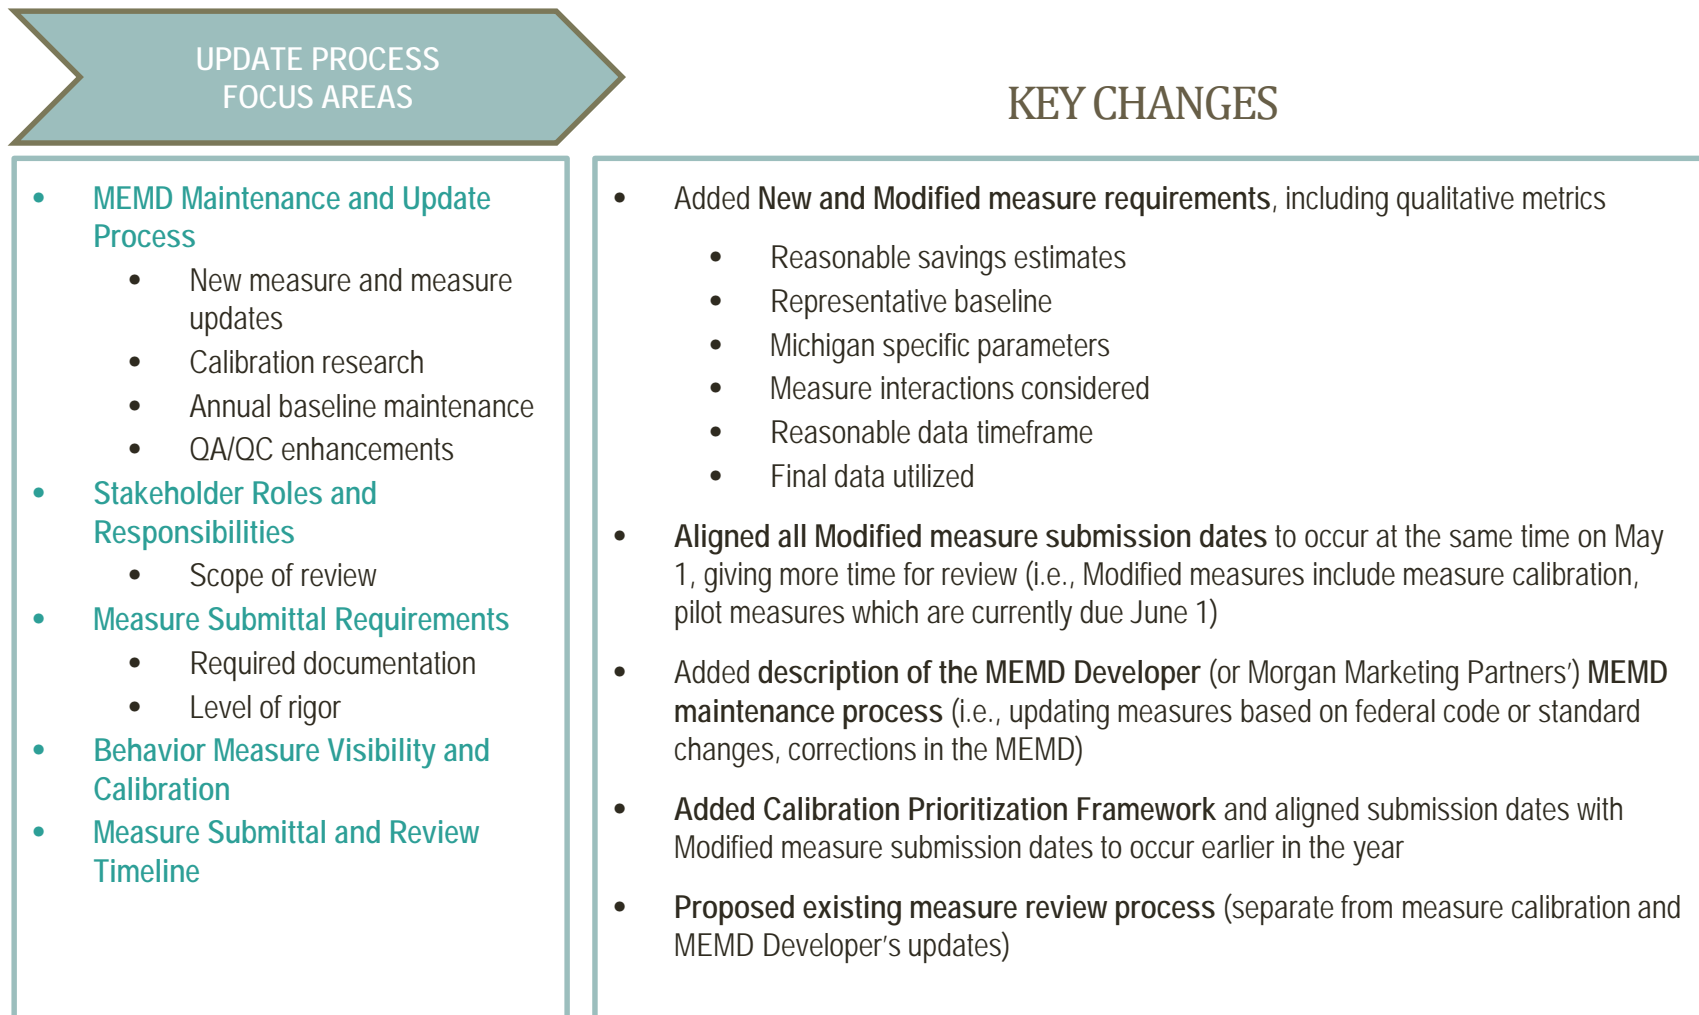 UPDATE PROCESS
FOCUS AREAS
KEY CHANGES
• MEMD Maintenance and Update
Process
• New measure and measure
updates
• Calibration research
• Annual baseline maintenance
• QA/QC enhancements
• Stakeholder Roles and
Responsibilities
• Scope of review
• Measure Submittal Requirements
• Required documentation
• Level of rigor
• Behavior Measure Visibility and
Calibration
• Measure Submittal and Review
Timeline
• Added New and Modified measure requirements, including qualitative metrics
• Reasonable savings estimates
• Representative baseline
• Michigan specific parameters
• Measure interactions considered
• Reasonable data timeframe
• Final data utilized
• Aligned all Modified measure submission dates to occur at the same time on May
1, giving more time for review (i.e., Modified measures include measure calibration,
pilot measures which are currently due June 1)
• Added description of the MEMD Developer (or Morgan Marketing Partners’) MEMD
maintenance process (i.e., updating measures based on federal code or standard
changes, corrections in the MEMD)
• Added Calibration Prioritization Framework and aligned submission dates with
Modified measure submission dates to occur earlier in the year
• Proposed existing measure review process (separate from measure calibration and
MEMD Developer’s updates)